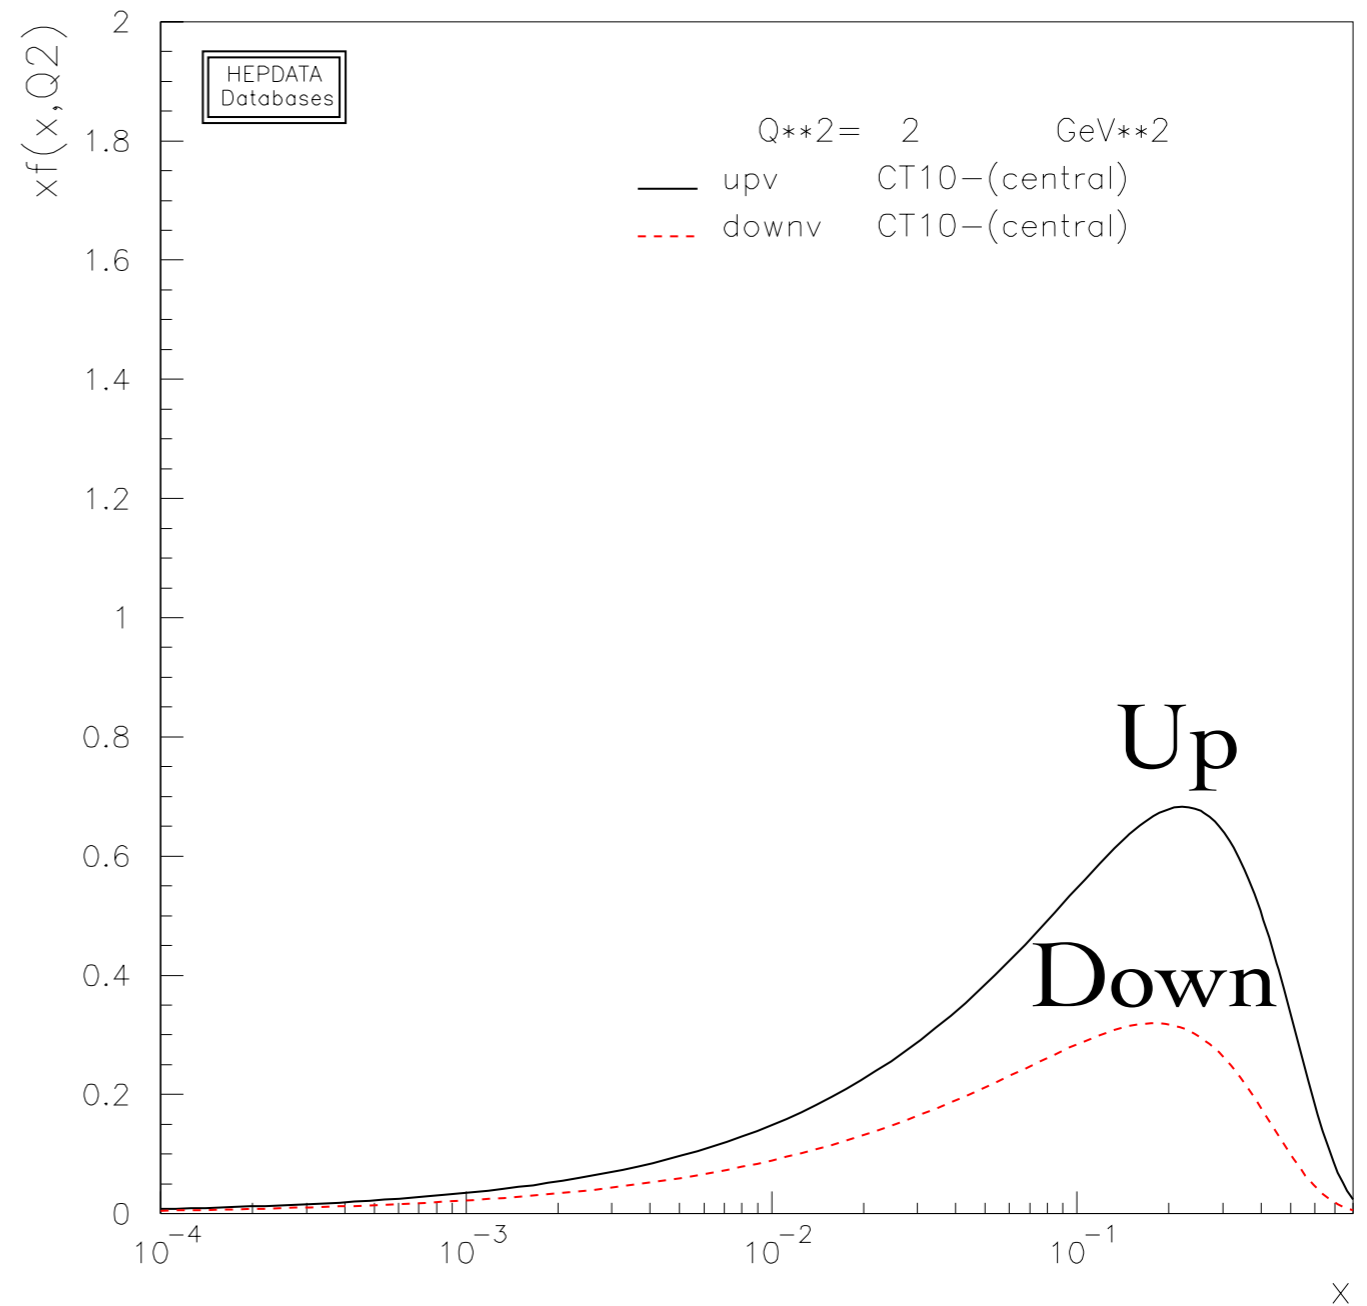 xf(x,Q2)
HEPDATA
Databases
Q**2= 2 GeV**2
upv CT10-(central)
downv CT10-(central)
2
1.8
1.6
1.4
1.2
1
0.8
0.6
0.4
0.2
0
Up
Down
10⁻⁴ 10⁻³ 10⁻² 10⁻¹
x